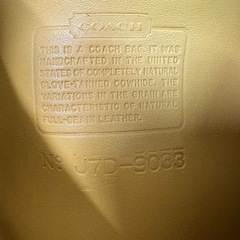 COACH
THIS IS A COACH BAG. IT WAS
HANDCRAFTED IN THE UNITED
STATES OF COMPLETELY NATURAL
GLOVE-TANNED COWHIDE. THE
VARIATIONS IN THE GRAIN ARE
CHARACTERISTIC OF NATURAL
FULL-GRAIN LEATHER.
No J7D-9033